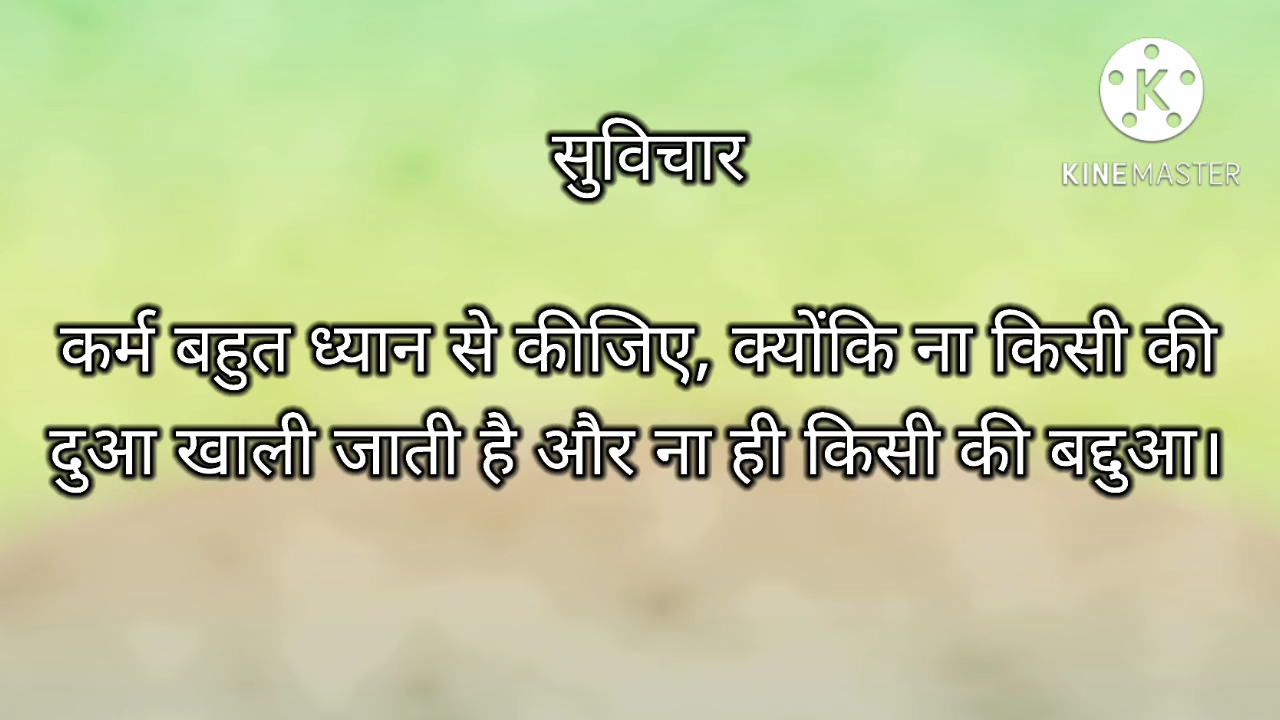 K
KINEMASTER
सुविचार
कर्म बहुत ध्यान से कीजिए, क्योंकि ना किसी की
दुआ खाली जाती है और ना ही किसी की बद्दुआ।